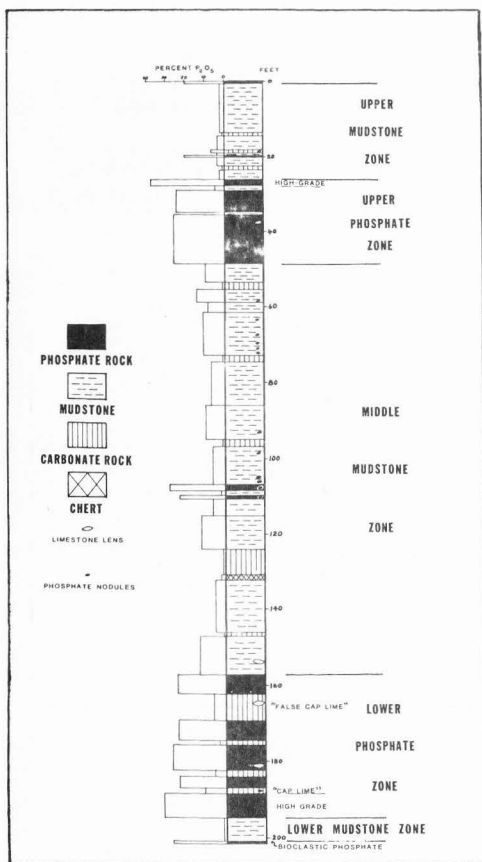 PERCENT P₂O₅ FEET
40 30 20 10 0 0
UPPER
MUDSTONE
ZONE
20
HIGH-GRADE
UPPER
PHOSPHATE
40
ZONE
60
PHOSPHATE ROCK
MUDSTONE
80
CARBONATE ROCK
MIDDLE
CHERT
100
MUDSTONE
LIMESTONE LENS
120
ZONE
PHOSPHATE NODULES
140
160
"FALSE CAP LIME" LOWER
PHOSPHATE
180
ZONE
"CAP LIME"
HIGH GRADE
LOWER MUDSTONE ZONE
200
BIOCLASTIC PHOSPHATE